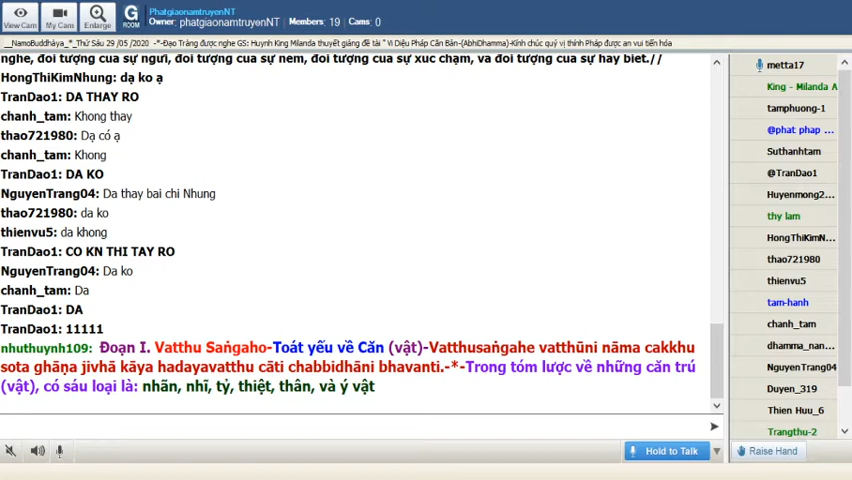 View Cam
My Cam
Enlarge
G
ROOM
PhatgiaonamtruyenNT
Owner: phatgiaonamtruyenNT
Members: 19
Cams: 0
__NamoBuddhàya_*_Thứ Sáu 29 /05 /2020 -*-Đạo Tràng được nghe GS: Huynh King Milanda thuyết giảng đề tài " Vi Diệu Pháp Căn Bản-(AbhiDhamma)-Kính chúc quý vị thính Pháp được an vui tiến hóa
nghe, đối tượng của sự ngửi, đối tượng của sự nếm, đối tượng của sự xúc chạm, và đối tượng của sự hay biết.//
HongThiKimNhung: dạ ko ạ
TranDao1: DA THAY RO
chanh_tam: Khong thay
thao721980: Dạ có ạ
chanh_tam: Khong
TranDao1: DA KO
NguyenTrang04: Da thay bai chi Nhung
thao721980: da ko
thienvu5: da khong
TranDao1: CO KN THI TAY RO
NguyenTrang04: Da ko
chanh_tam: Da
TranDao1: DA
TranDao1: 11111
nhuthuynh109: Đoạn I. Vatthu Saṅgaho-Toát yếu về Căn (vật)-Vatthusaṅgahe vatthūni nāma cakkhu
sota ghāṇa jivhā kāya hadayavatthu cāti chabbidhāni bhavanti.-*-Trong tóm lược về những căn trú
(vật), có sáu loại là: nhãn, nhĩ, tỷ, thiệt, thân, và ý vật
Hold to Talk
metta17
King - Milanda A
tamphuong-1
@phat phap ...
Suthanhtam
@TranDao1
Huyenmong2...
thy lam
HongThiKimN...
thao721980
thienvu5
tam-hanh
chanh_tam
dhamma_nan...
NguyenTrang04
Duyen_319
Thien Huu_6
Trangthu-2
Raise Hand